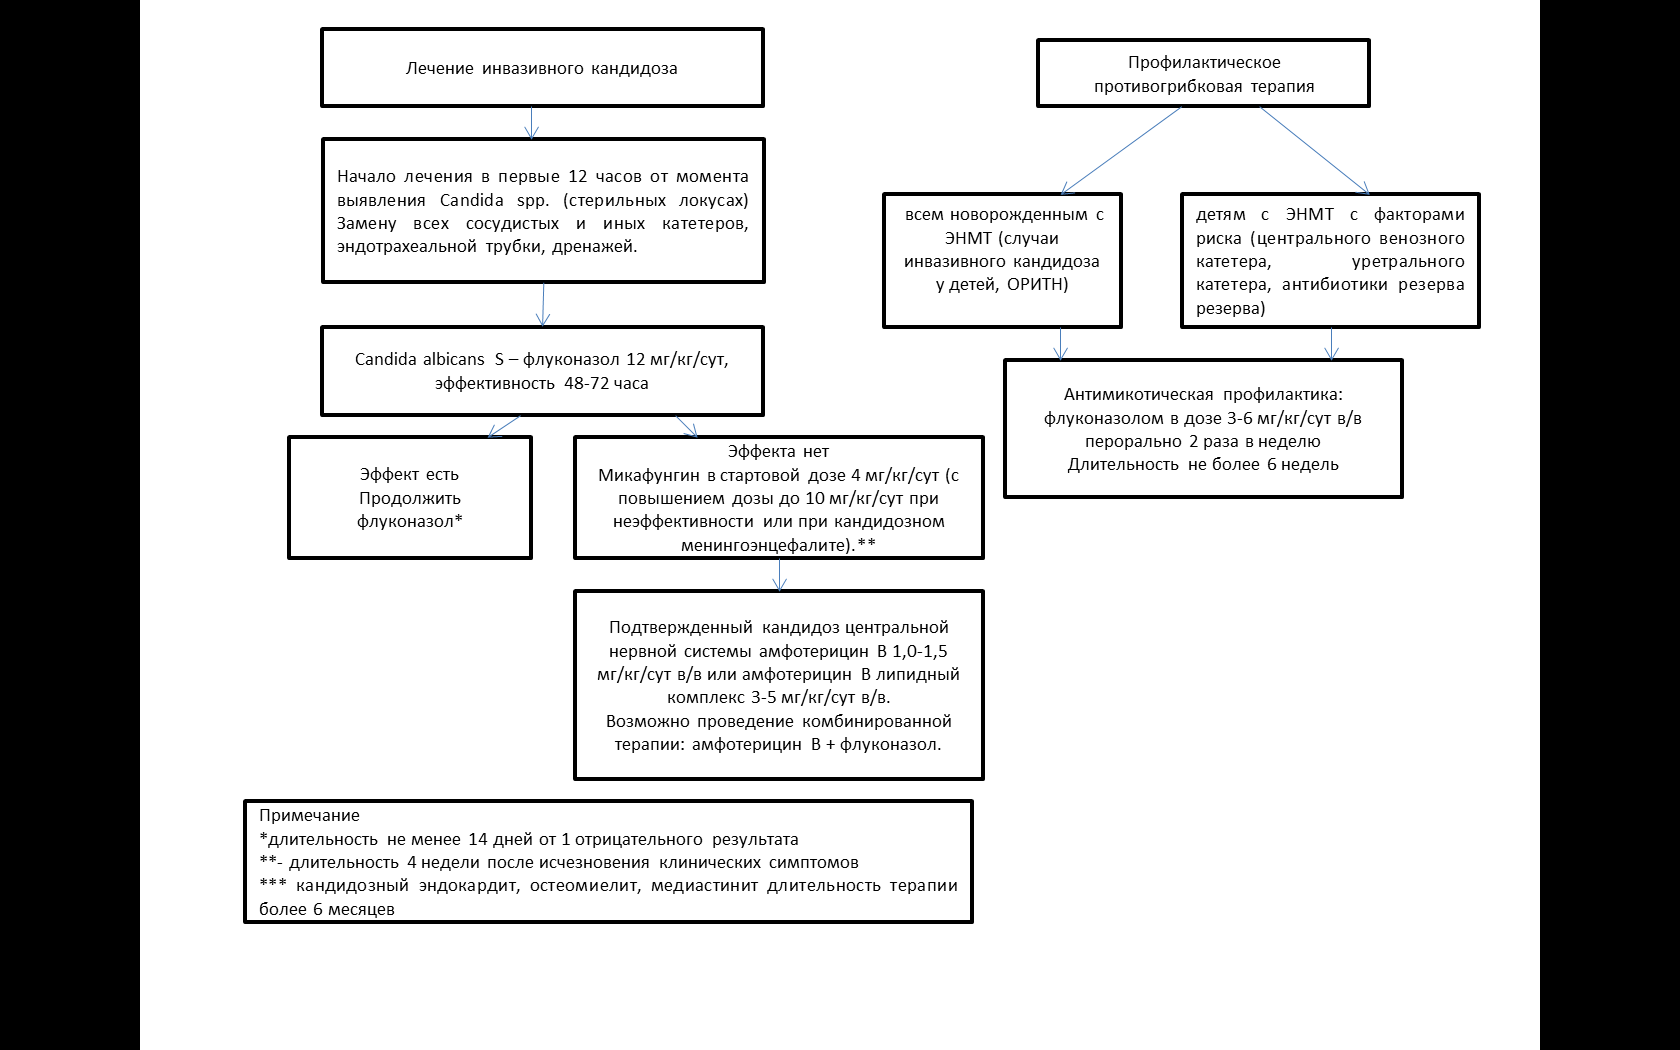 Лечение инвазивного кандидоза
Начало лечения в первые 12 часов от момента
выявления Candida spp. (стерильных локусах)
Замену всех сосудистых и иных катетеров,
эндотрахеальной трубки, дренажей.
Candida albicans S – флуконазол 12 мг/кг/сут,
эффективность 48-72 часа
Эффект есть
Продолжить
флуконазол*
Эффекта нет
Микафунгин в стартовой дозе 4 мг/кг/сут (с
повышением дозы до 10 мг/кг/сут при
неэффективности или при кандидозном
менингоэнцефалите).**
Подтвержденный кандидоз центральной
нервной системы амфотерицин В 1,0-1,5
мг/кг/сут в/в или амфотерицин В липидный
комплекс 3-5 мг/кг/сут в/в.
Возможно проведение комбинированной
терапии: амфотерицин В + флуконазол.
Примечание
*длительность не менее 14 дней от 1 отрицательного результата
**- длительность 4 недели после исчезновения клинических симптомов
*** кандидозный эндокардит, остеомиелит, медиастинит длительность терапии
более 6 месяцев
Профилактическое
противогрибковая терапия
всем новорожденным с
ЭНМТ (случаи
инвазивного кандидоза
у детей, ОРИТН)
детям с ЭНМТ с факторами
риска (центрального венозного
катетера, уретрального
катетера, антибиотики резерва
резерва)
Антимикотическая профилактика:
флуконазолом в дозе 3-6 мг/кг/сут в/в
перорально 2 раза в неделю
Длительность не более 6 недель